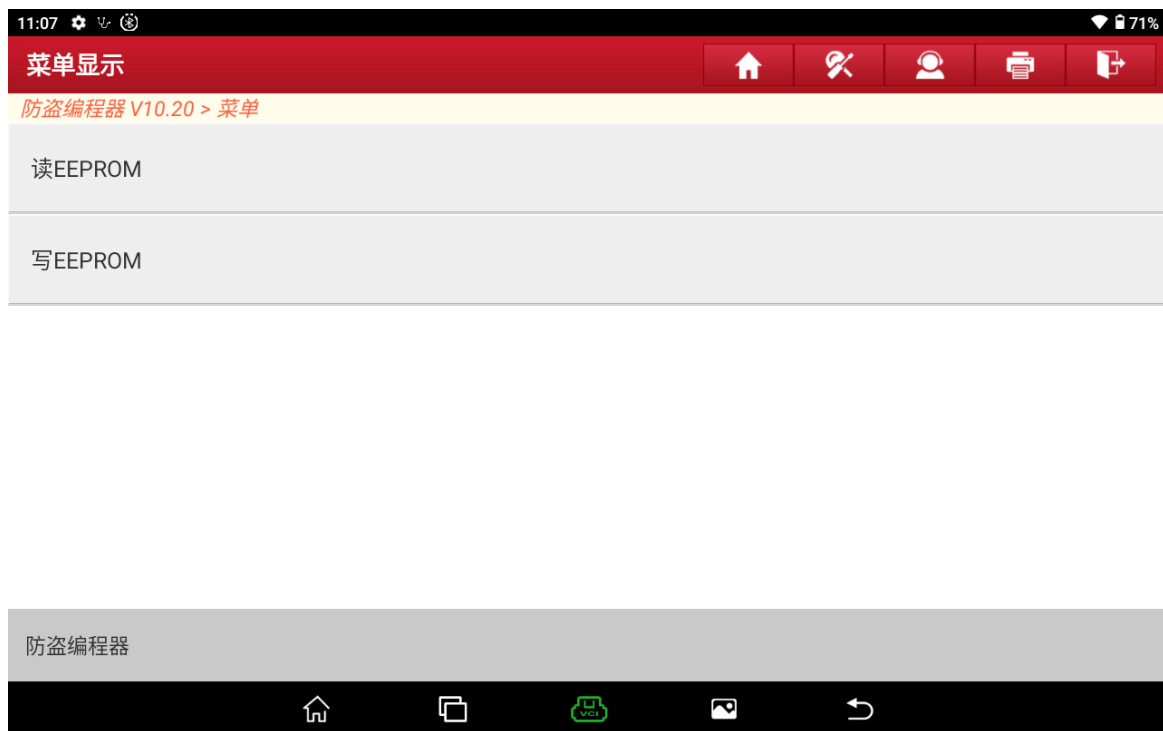 11:07 71%
菜单显示
防盗编程器 V10.20 > 菜单
读EEPROM
写EEPROM
防盗编程器
VCI